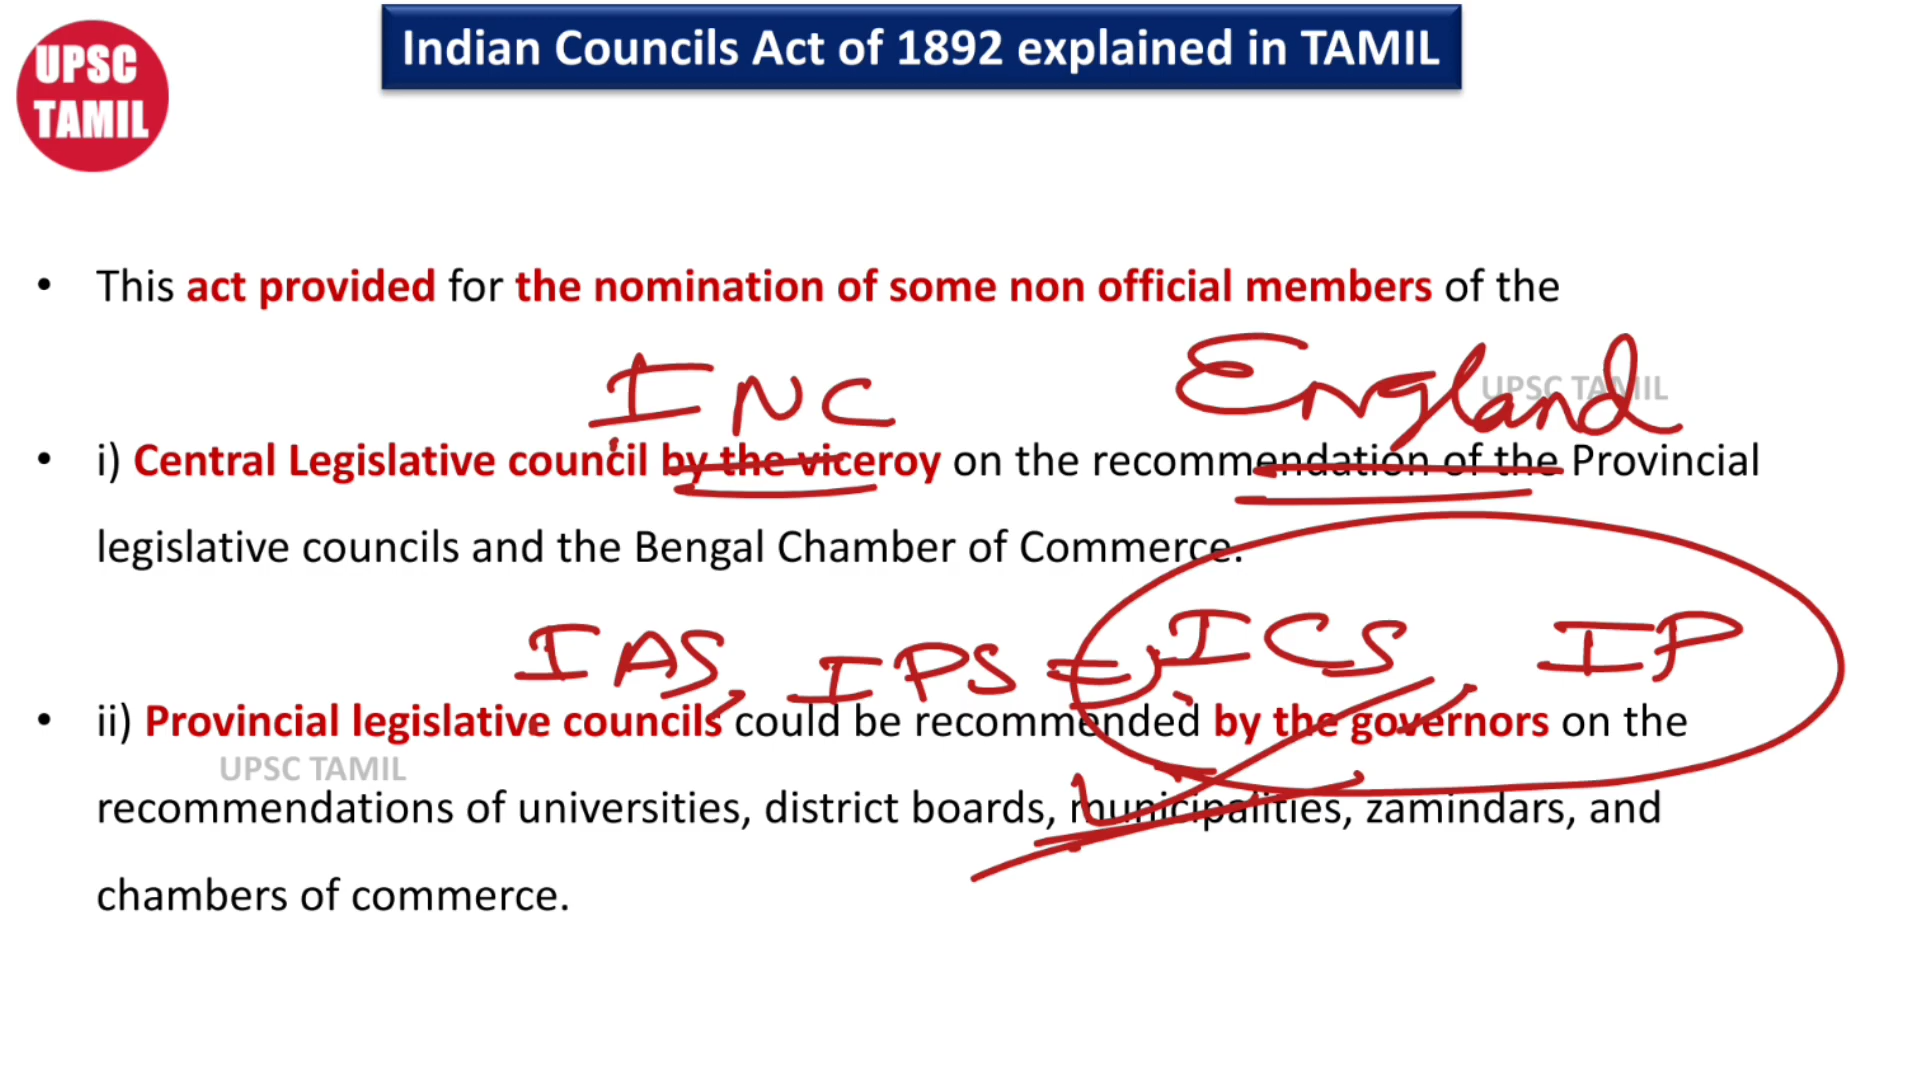 UPSC
TAMIL
Indian Councils Act of 1892 explained in TAMIL
• This act provided for the nomination of some non official members of the
INC England
UPSC TAMIL
• i) Central Legislative council by the viceroy on the recommendation of the Provincial
legislative councils and the Bengal Chamber of Commerce.
IAS, IPS => ICS, IP
• ii) Provincial legislative councils could be recommended by the governors on the
UPSC TAMIL
recommendations of universities, district boards, municipalities, zamindars, and
chambers of commerce.